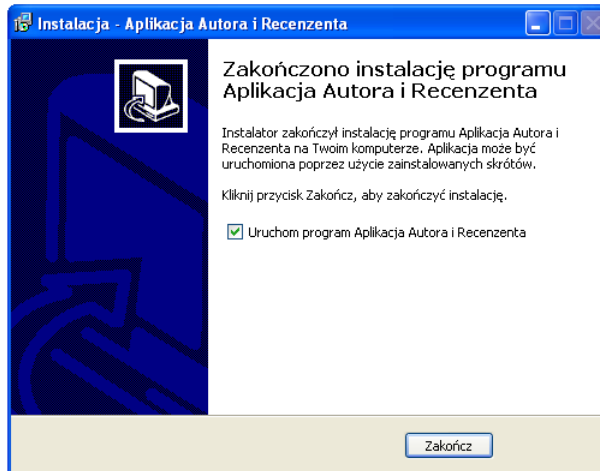 Instalacja - Aplikacja Autora i Recenzenta
Zakończono instalację programu
Aplikacja Autora i Recenzenta
Instalator zakończył instalację programu Aplikacja Autora i
Recenzenta na Twoim komputerze. Aplikacja może być
uruchomiona poprzez użycie zainstalowanych skrótów.
Kliknij przycisk Zakończ, aby zakończyć instalację.
Uruchom program Aplikacja Autora i Recenzenta
Zakończ